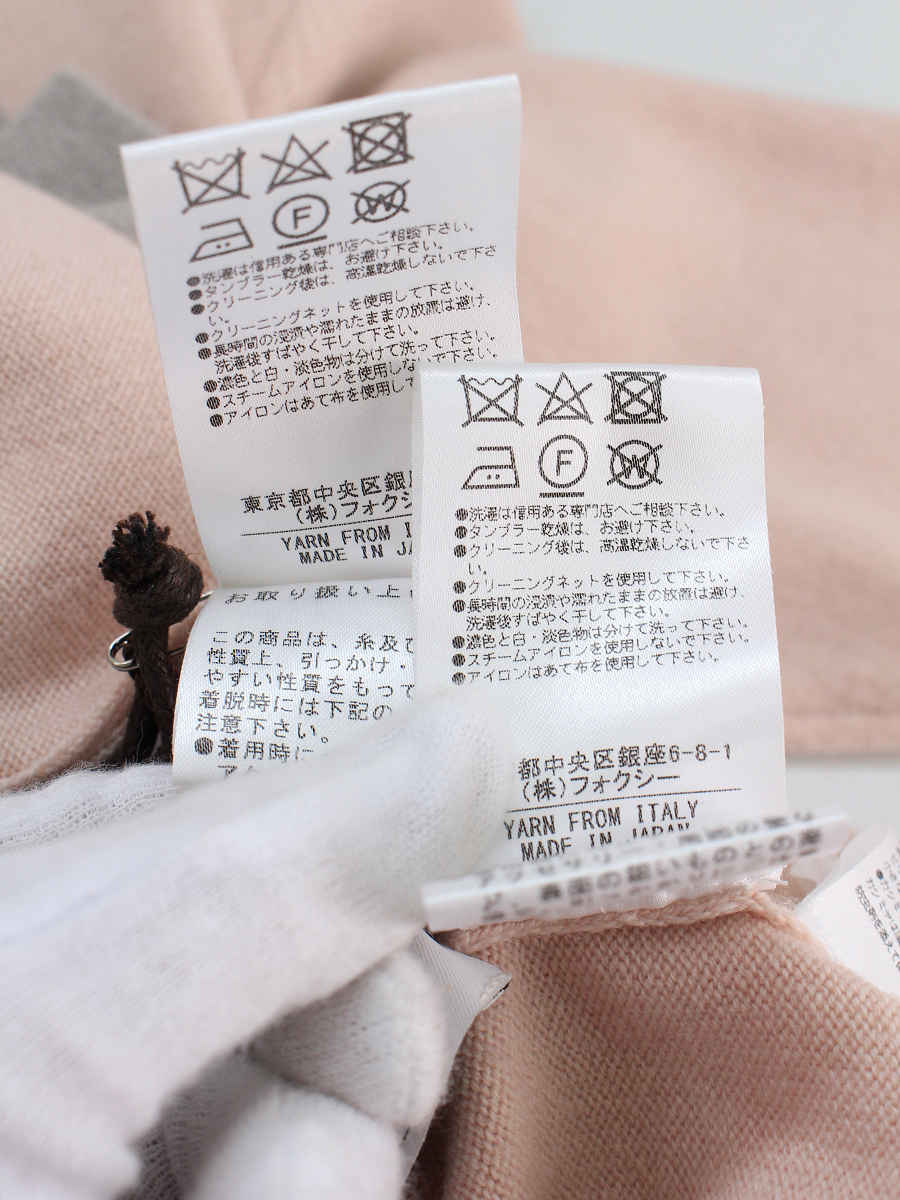 F
W
●洗濯は信用ある専門店へご相談下さい。
●タンブラー乾燥は、お避け下さい。
●クリーニング後は、高温乾燥しないで下さ
い。
●クリーニングネットを使用して下さい。
●長時間の浸漬や濡れたままの放置は避け、
洗濯後すばやく干して下さい。
●濃色と白・淡色物は分けて洗って下さい。
●スチームアイロンを使用しないで下さい。
●アイロンはあて布を使用して
東京都中央区銀座
(株)フォクシー
YARN FROM I
MADE IN JA
F
W
●洗濯は信用ある専門店へご相談下さい。
●タンブラー乾燥は、お避け下さい。
●クリーニング後は、高温乾燥しないで下さ
い。
●クリーニングネットを使用して下さい。
●長時間の浸漬や濡れたままの放置は避け、
洗濯後すばやく干して下さい。
●濃色と白・淡色物は分けて洗って下さい。
●スチームアイロンを使用しないで下さい。
●アイロンはあて布を使用して下さい。
都中央区銀座6-8-1
(株)フォクシー
YARN FROM ITALY
MADE IN JAPAN
お取り扱い上
この商品は、糸及び
性質上、引っかけ・
やすい性質をもって
着脱時には下記の
注意下さい。
●着用時に